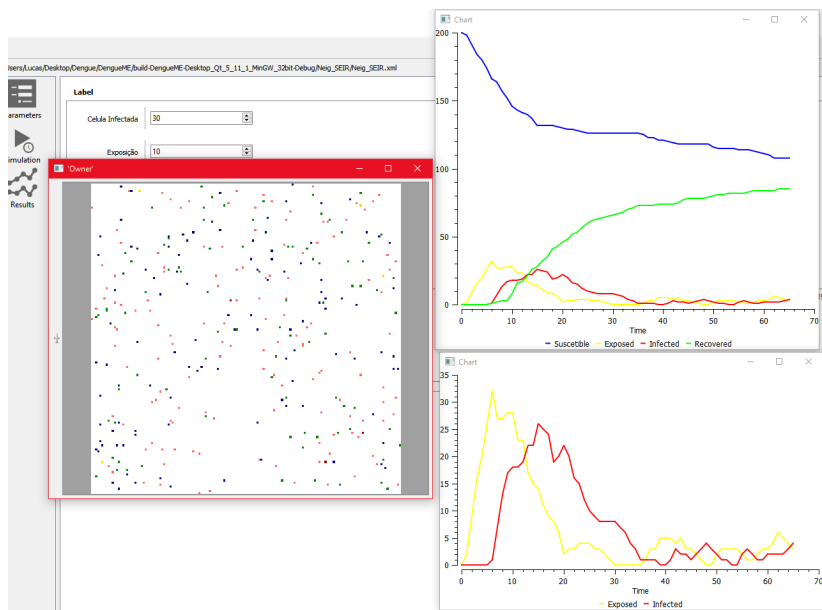 Chart
sers/Lucas/Desktop/Dengue/DengueME/build-DengueME-Desktop_Qt_5_11_1_MinGW_32bit-Debug/Neig_SEIR/Neig_SEIR.xml
Label
arameters
Celula Infectada 30
Exposição 10
imulation
Results
'Owner'
200
150
100
50
0
0 10 20 30 40 50 60 70
Time
Suscetible Exposed Infected Recovered
Chart
35
30
25
20
15
10
5
0
0 10 20 30 40 50 60 70
Time
Exposed Infected